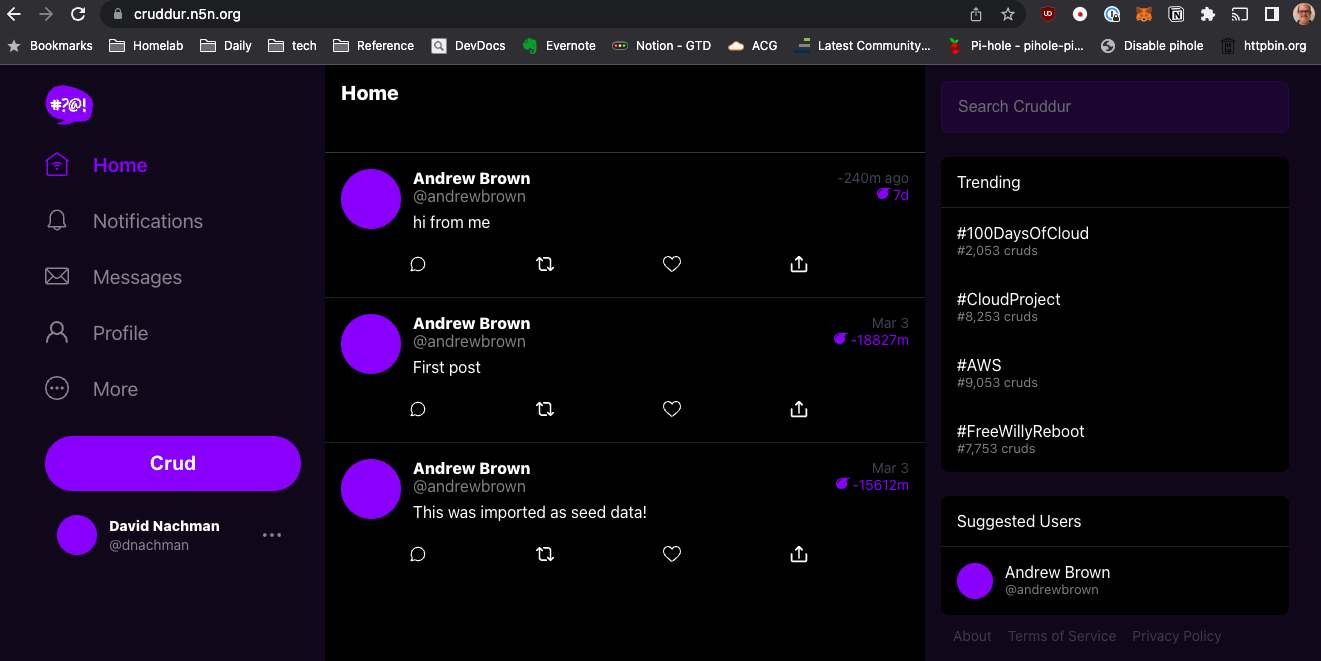 cruddur.n5n.org
Bookmarks Homelab Daily tech Reference DevDocs Evernote Notion - GTD ACG Latest Community... Pi-hole - pihole-pi... Disable pihole httpbin.org
#?@!
Home
Notifications
Messages
Profile
More
Crud
David Nachman
@dnachman
Home
Andrew Brown
-240m ago
@andrewbrown
7d
hi from me
Andrew Brown
Mar 3
@andrewbrown
-18827m
First post
Andrew Brown
Mar 3
@andrewbrown
-15612m
This was imported as seed data!
Search Cruddur
Trending
#100DaysOfCloud
#2,053 cruds
#CloudProject
#8,253 cruds
#AWS
#9,053 cruds
#FreeWillyReboot
#7,753 cruds
Suggested Users
Andrew Brown
@andrewbrown
About Terms of Service Privacy Policy